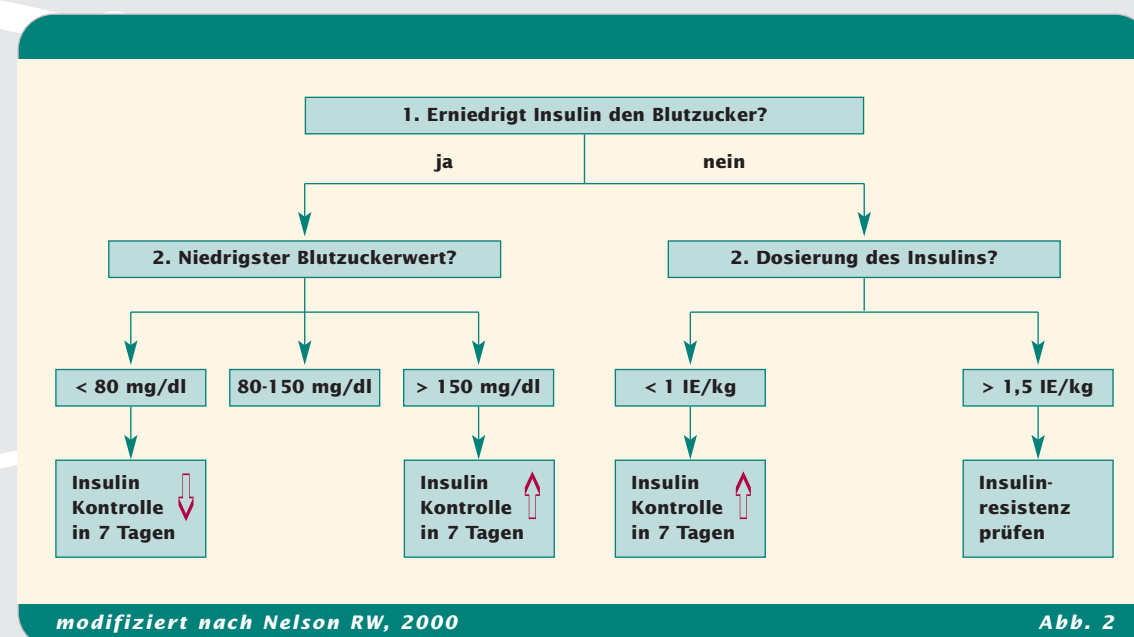 1. Erniedrigt Insulin den Blutzucker?
ja
nein
2. Niedrigster Blutzuckerwert?
2. Dosierung des Insulins?
< 80 mg/dl
80-150 mg/dl
> 150 mg/dl
< 1 IE/kg
> 1,5 IE/kg
Insulin
Kontrolle
in 7 Tagen
Insulin
Kontrolle
in 7 Tagen
Insulin
Kontrolle
in 7 Tagen
Insulin-
resistenz
prüfen
modifiziert nach Nelson RW, 2000
Abb. 2